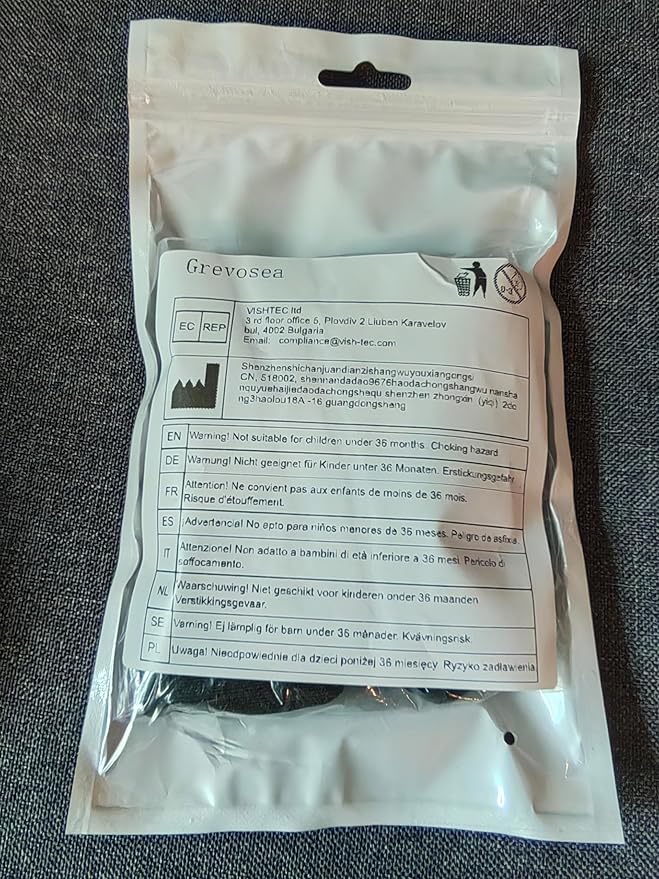 Grevosea
0-3
EC REP
VISHTEC ltd
3 rd floor office 5, Plovdiv 2 Liuben Karavelov
bul, 4002 Bulgaria
Email: compliance@vish-tec.com
Shenzhenshichanjuandianzishangwuyouxiangongsi
CN, 518002, shennandadao9676haodachongshangwu nansha
nquyuehaijiedaodachongshequ shenzhen zhongxin (yiqi) 2do
ng3haolou18A -16 guangdongsheng
EN Warning! Not suitable for children under 36 months. Choking hazard
DE Warnung! Nicht geeignet für Kinder unter 36 Monaten. Erstickungsgefahr
FR Attention! Ne convient pas aux enfants de moins de 36 mois.
Risque d'étouffement.
ES ¡Advertencia! No apto para niños menores de 36 meses. Peligro de asfixia.
IT Attenzione! Non adatto a bambini di età inferiore a 36 mesi. Pericolo di
soffocamento.
NL Waarschuwing! Niet geschikt voor kinderen onder 36 maanden
Verstikkingsgevaar.
SE Varning! Ej lämplig för barn under 36 månader. Kvävningsrisk.
PL Uwaga! Nieodpowiednie dla dzieci poniżej 36 miesięcy. Ryzyko zadławienia